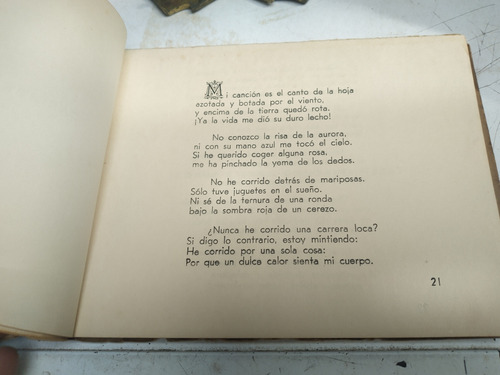 Mi canción es el canto de la hoja
azotada y botada por el viento,
y encima de la tierra quedó rota.
¡Ya la vida me dió su duro lecho!
No conozco la risa de la aurora,
ni con su mano azul me tocó el cielo.
Si he querido coger alguna rosa,
me ha pinchado la yema de los dedos.
No he corrido detrás de mariposas.
Sólo tuve juguetes en el sueño.
Ni sé de la ternura de una ronda
bajo la sombra roja de un cerezo.
¿Nunca he corrido una carrera loca?
Si digo lo contrario, estoy mintiendo:
He corrido por una sola cosa:
Por que un dulce calor sienta mi cuerpo.
21